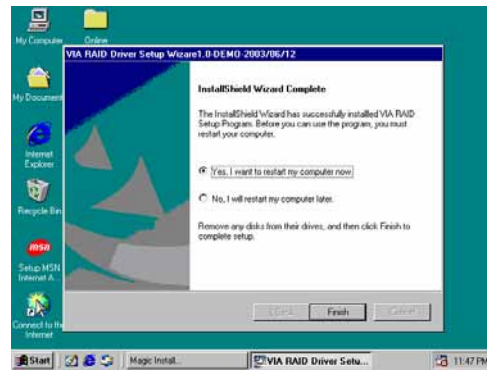 My Computer
Online
VIA RAID Driver Setup Wizare1.0-DEMO-2003/06/12
My Document
Internet
Explorer
Recycle Bin
msn
Setup MSN
Internet A...
Connect to the
Internet
InstallShield Wizard Complete
The InstallShield Wizard has successfully installed VIA RAID
Setup Program. Before you can use the program, you must
restart your computer.
Yes, I want to restart my computer now.
No, I will restart my computer later.
Remove any disks from their drives, and then click Finish to
complete setup.
Finish
Cancel
Start
Magic Install...
VIA RAID Driver Setu...
11:47 PM